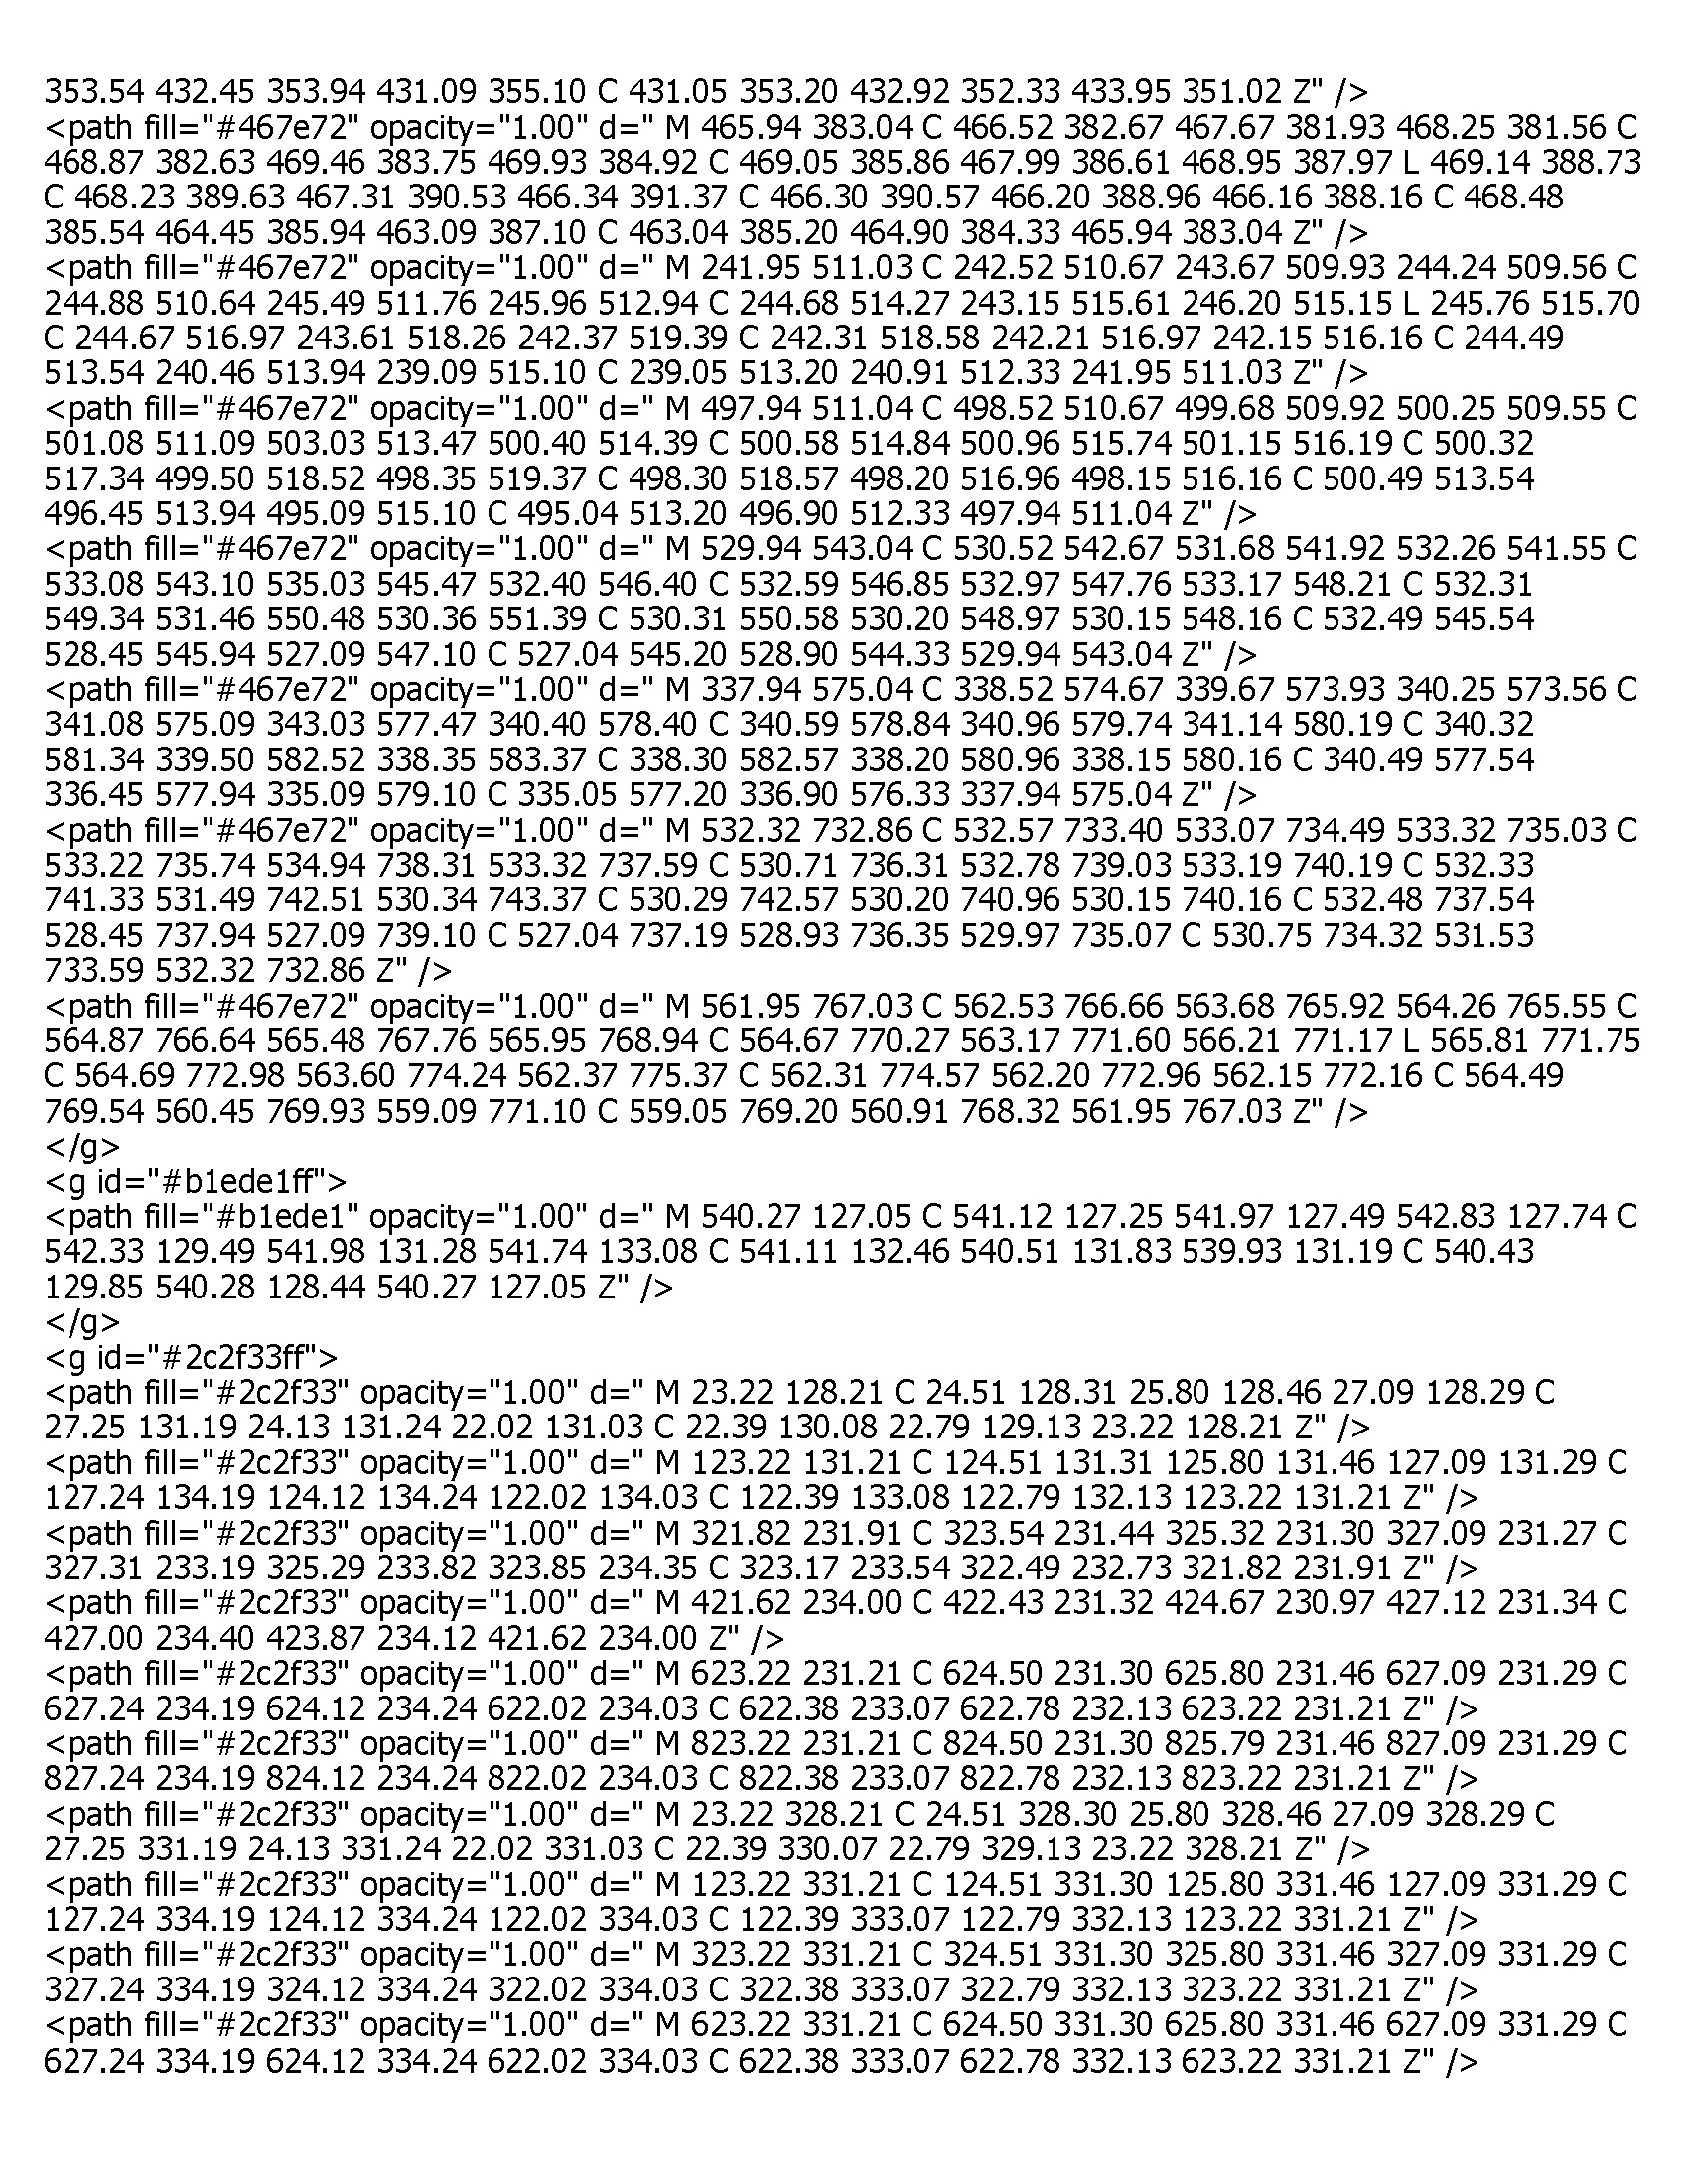 353.54 432.45 353.94 431.09 355.10 C 431.05 353.20 432.92 352.33 433.95 351.02 Z" />
<path fill="#467e72" opacity="1.00" d=" M 465.94 383.04 C 466.52 382.67 467.67 381.93 468.25 381.56 C
468.87 382.63 469.46 383.75 469.93 384.92 C 469.05 385.86 467.99 386.61 468.95 387.97 L 469.14 388.73
C 468.23 389.63 467.31 390.53 466.34 391.37 C 466.30 390.57 466.20 388.96 466.16 388.16 C 468.48
385.54 464.45 385.94 463.09 387.10 C 463.04 385.20 464.90 384.33 465.94 383.04 Z" />
<path fill="#467e72" opacity="1.00" d=" M 241.95 511.03 C 242.52 510.67 243.67 509.93 244.24 509.56 C
244.88 510.64 245.49 511.76 245.96 512.94 C 244.68 514.27 243.15 515.61 246.20 515.15 L 245.76 515.70
C 244.67 516.97 243.61 518.26 242.37 519.39 C 242.31 518.58 242.21 516.97 242.15 516.16 C 244.49
513.54 240.46 513.94 239.09 515.10 C 239.05 513.20 240.91 512.33 241.95 511.03 Z" />
<path fill="#467e72" opacity="1.00" d=" M 497.94 511.04 C 498.52 510.67 499.68 509.92 500.25 509.55 C
501.08 511.09 503.03 513.47 500.40 514.39 C 500.58 514.84 500.96 515.74 501.15 516.19 C 500.32
517.34 499.50 518.52 498.35 519.37 C 498.30 518.57 498.20 516.96 498.15 516.16 C 500.49 513.54
496.45 513.94 495.09 515.10 C 495.04 513.20 496.90 512.33 497.94 511.04 Z" />
<path fill="#467e72" opacity="1.00" d=" M 529.94 543.04 C 530.52 542.67 531.68 541.92 532.26 541.55 C
533.08 543.10 535.03 545.47 532.40 546.40 C 532.59 546.85 532.97 547.76 533.17 548.21 C 532.31
549.34 531.46 550.48 530.36 551.39 C 530.31 550.58 530.20 548.97 530.15 548.16 C 532.49 545.54
528.45 545.94 527.09 547.10 C 527.04 545.20 528.90 544.33 529.94 543.04 Z" />
<path fill="#467e72" opacity="1.00" d=" M 337.94 575.04 C 338.52 574.67 339.67 573.93 340.25 573.56 C
341.08 575.09 343.03 577.47 340.40 578.40 C 340.59 578.84 340.96 579.74 341.14 580.19 C 340.32
581.34 339.50 582.52 338.35 583.37 C 338.30 582.57 338.20 580.96 338.15 580.16 C 340.49 577.54
336.45 577.94 335.09 579.10 C 335.05 577.20 336.90 576.33 337.94 575.04 Z" />
<path fill="#467e72" opacity="1.00" d=" M 532.32 732.86 C 532.57 733.40 533.07 734.49 533.32 735.03 C
533.22 735.74 534.94 738.31 533.32 737.59 C 530.71 736.31 532.78 739.03 533.19 740.19 C 532.33
741.33 531.49 742.51 530.34 743.37 C 530.29 742.57 530.20 740.96 530.15 740.16 C 532.48 737.54
528.45 737.94 527.09 739.10 C 527.04 737.19 528.93 736.35 529.97 735.07 C 530.75 734.32 531.53
733.59 532.32 732.86 Z" />
<path fill="#467e72" opacity="1.00" d=" M 561.95 767.03 C 562.53 766.66 563.68 765.92 564.26 765.55 C
564.87 766.64 565.48 767.76 565.95 768.94 C 564.67 770.27 563.17 771.60 566.21 771.17 L 565.81 771.75
C 564.69 772.98 563.60 774.24 562.37 775.37 C 562.31 774.57 562.20 772.96 562.15 772.16 C 564.49
769.54 560.45 769.93 559.09 771.10 C 559.05 769.20 560.91 768.32 561.95 767.03 Z" />
</g>
<g id="#b1ede1ff">
<path fill="#b1ede1" opacity="1.00" d=" M 540.27 127.05 C 541.12 127.25 541.97 127.49 542.83 127.74 C
542.33 129.49 541.98 131.28 541.74 133.08 C 541.11 132.46 540.51 131.83 539.93 131.19 C 540.43
129.85 540.28 128.44 540.27 127.05 Z" />
</g>
<g id="#2c2f33ff">
<path fill="#2c2f33" opacity="1.00" d=" M 23.22 128.21 C 24.51 128.31 25.80 128.46 27.09 128.29 C
27.25 131.19 24.13 131.24 22.02 131.03 C 22.39 130.08 22.79 129.13 23.22 128.21 Z" />
<path fill="#2c2f33" opacity="1.00" d=" M 123.22 131.21 C 124.51 131.31 125.80 131.46 127.09 131.29 C
127.24 134.19 124.12 134.24 122.02 134.03 C 122.39 133.08 122.79 132.13 123.22 131.21 Z" />
<path fill="#2c2f33" opacity="1.00" d=" M 321.82 231.91 C 323.54 231.44 325.32 231.30 327.09 231.27 C
327.31 233.19 325.29 233.82 323.85 234.35 C 323.17 233.54 322.49 232.73 321.82 231.91 Z" />
<path fill="#2c2f33" opacity="1.00" d=" M 421.62 234.00 C 422.43 231.32 424.67 230.97 427.12 231.34 C
427.00 234.40 423.87 234.12 421.62 234.00 Z" />
<path fill="#2c2f33" opacity="1.00" d=" M 623.22 231.21 C 624.50 231.30 625.80 231.46 627.09 231.29 C
627.24 234.19 624.12 234.24 622.02 234.03 C 622.38 233.07 622.78 232.13 623.22 231.21 Z" />
<path fill="#2c2f33" opacity="1.00" d=" M 823.22 231.21 C 824.50 231.30 825.79 231.46 827.09 231.29 C
827.24 234.19 824.12 234.24 822.02 234.03 C 822.38 233.07 822.78 232.13 823.22 231.21 Z" />
<path fill="#2c2f33" opacity="1.00" d=" M 23.22 328.21 C 24.51 328.30 25.80 328.46 27.09 328.29 C
27.25 331.19 24.13 331.24 22.02 331.03 C 22.39 330.07 22.79 329.13 23.22 328.21 Z" />
<path fill="#2c2f33" opacity="1.00" d=" M 123.22 331.21 C 124.51 331.30 125.80 331.46 127.09 331.29 C
127.24 334.19 124.12 334.24 122.02 334.03 C 122.39 333.07 122.79 332.13 123.22 331.21 Z" />
<path fill="#2c2f33" opacity="1.00" d=" M 323.22 331.21 C 324.51 331.30 325.80 331.46 327.09 331.29 C
327.24 334.19 324.12 334.24 322.02 334.03 C 322.38 333.07 322.79 332.13 323.22 331.21 Z" />
<path fill="#2c2f33" opacity="1.00" d=" M 623.22 331.21 C 624.50 331.30 625.80 331.46 627.09 331.29 C
627.24 334.19 624.12 334.24 622.02 334.03 C 622.38 333.07 622.78 332.13 623.22 331.21 Z" />